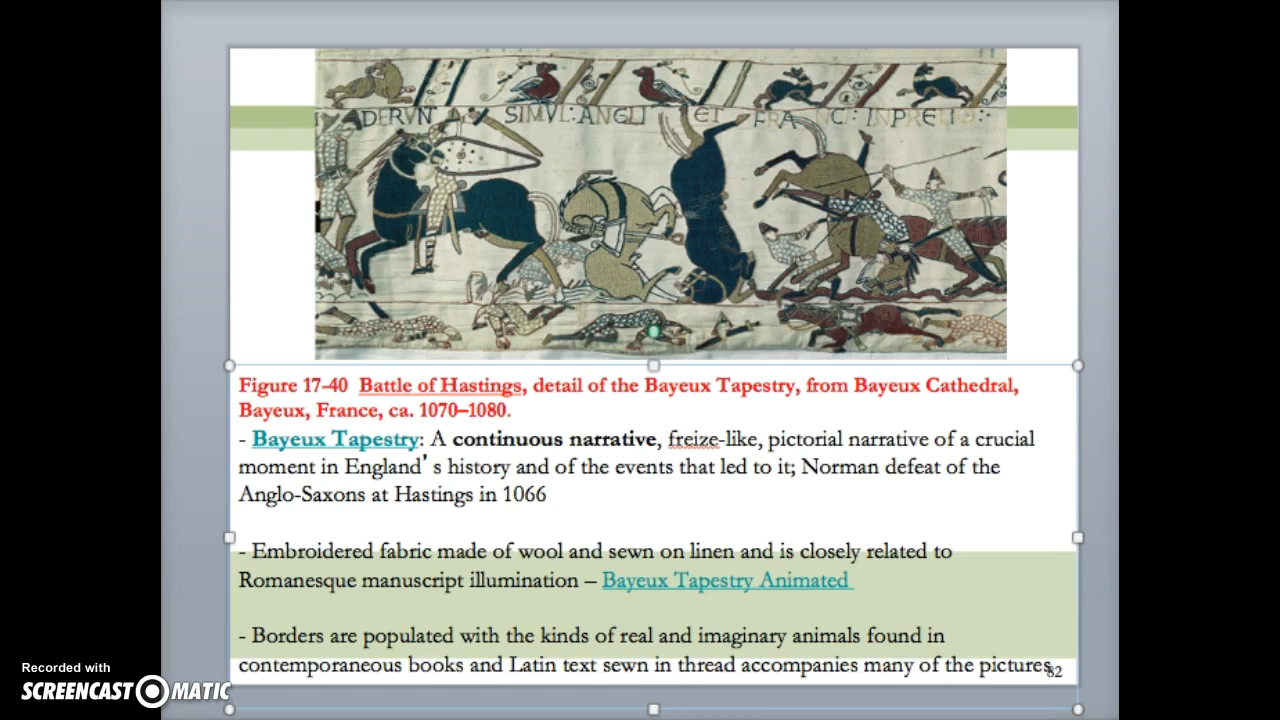 DERVN SIMVL: ANGLI ET FRANCI: INPRELIO:-
Figure 17-40 Battle of Hastings, detail of the Bayeux Tapestry, from Bayeux Cathedral,
Bayeux, France, ca. 1070–1080.
- Bayeux Tapestry: A continuous narrative, freize-like, pictorial narrative of a crucial
moment in England's history and of the events that led to it; Norman defeat of the
Anglo-Saxons at Hastings in 1066
- Embroidered fabric made of wool and sewn on linen and is closely related to
Romanesque manuscript illumination – Bayeux Tapestry Animated
- Borders are populated with the kinds of real and imaginary animals found in
contemporaneous books and Latin text sewn in thread accompanies many of the pictures
82
Recorded with
SCREENCAST MATIC